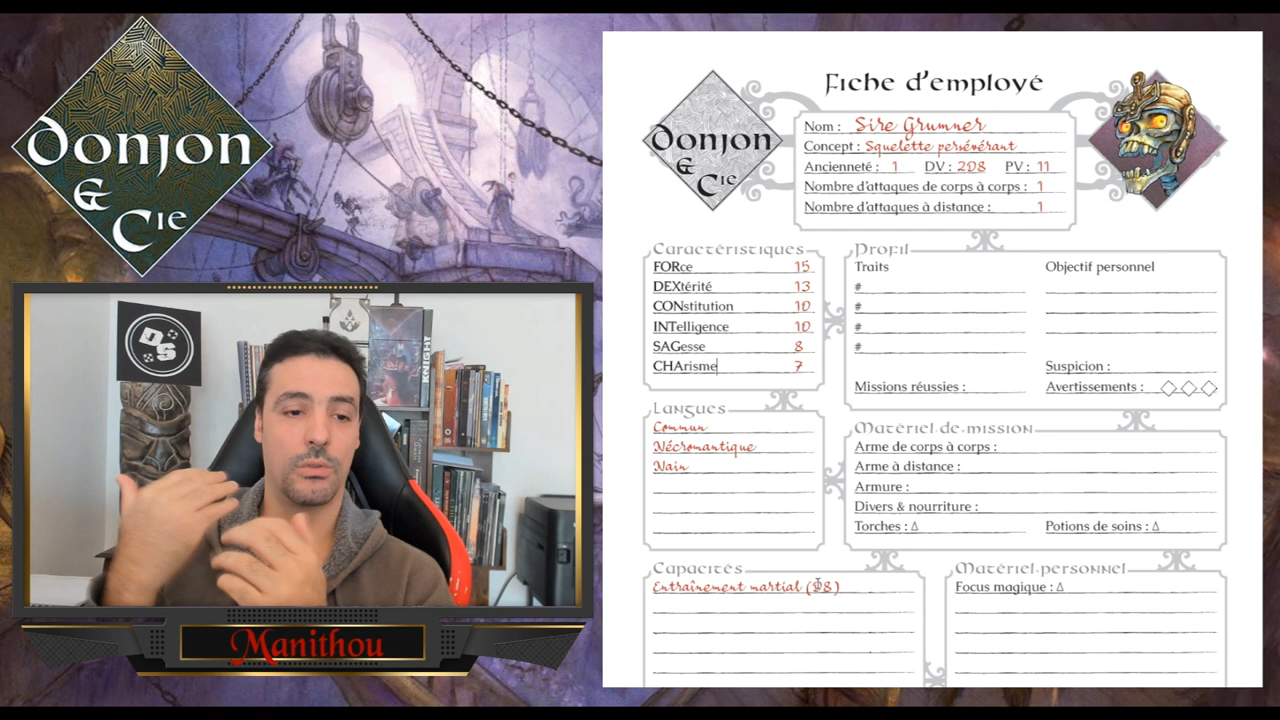 Donjon
&
Cie
DS
KNIGHT
Manithou
Fiche d'employé
Donjon
&
Cie
Nom : Sire Grumner
Concept : Squelette persévérant
Ancienneté : 1 DV : 2D8 PV : 11
Nombre d'attaques de corps à corps : 1
Nombre d'attaques à distance : 1
Caractéristiques
FORce 15
DEXtérité 13
CONstitution 10
INTelligence 10
SAGesse 8
CHArisme 7
Profil
Traits Objectif personnel
#
#
#
#
Suspicion :
Missions réussies : Avertissements :
Langues
Commun
Nécromantique
Nain
Matériel de mission
Arme de corps à corps :
Arme à distance :
Armure :
Divers & nourriture :
Torches : Δ Potions de soins : Δ
Capacités
Entraînement martial (D8)
Matériel personnel
Focus magique : Δ